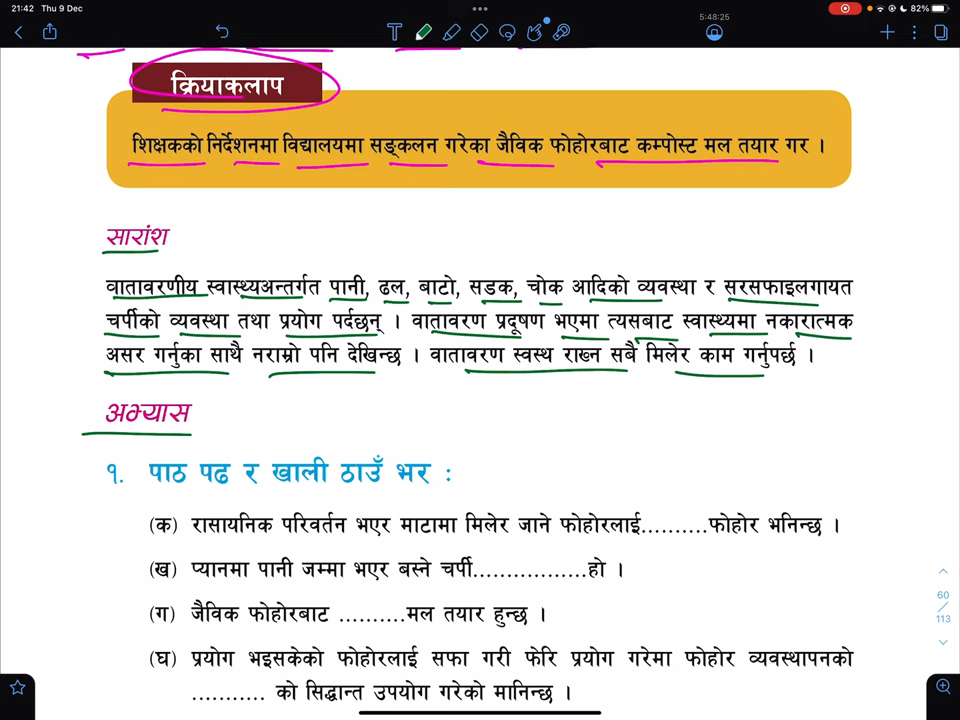 21:42 Thu 9 Dec
5:48:25
82%
क्रियाकलाप
शिक्षकको निर्देशनमा विद्यालयमा सङ्कलन गरेका जैविक फोहोरबाट कम्पोस्ट मल तयार गर ।
सारांश
वातावरणीय स्वास्थ्यअन्तर्गत पानी, ढल, बाटो, सडक, चोक आदिको व्यवस्था र सरसफाइलगायत
चर्पीको व्यवस्था तथा प्रयोग पर्दछन् । वातावरण प्रदूषण भएमा त्यसबाट स्वास्थ्यमा नकारात्मक
असर गर्नुका साथै नराम्रो पनि देखिन्छ । वातावरण स्वस्थ राख्न सबै मिलेर काम गर्नुपर्छ ।
अभ्यास
१. पाठ पढ र खाली ठाउँ भर :
(क) रासायनिक परिवर्तन भएर माटामा मिलेर जाने फोहोरलाई..........फोहोर भनिन्छ ।
(ख) प्यानमा पानी जम्मा भएर बस्ने चर्पी.................हो ।
(ग) जैविक फोहोरबाट ..........मल तयार हुन्छ ।
(घ) प्रयोग भइसकेको फोहोरलाई सफा गरी फेरि प्रयोग गरेमा फोहोर व्यवस्थापनको
........... को सिद्धान्त उपयोग गरेको मानिन्छ ।
60
113